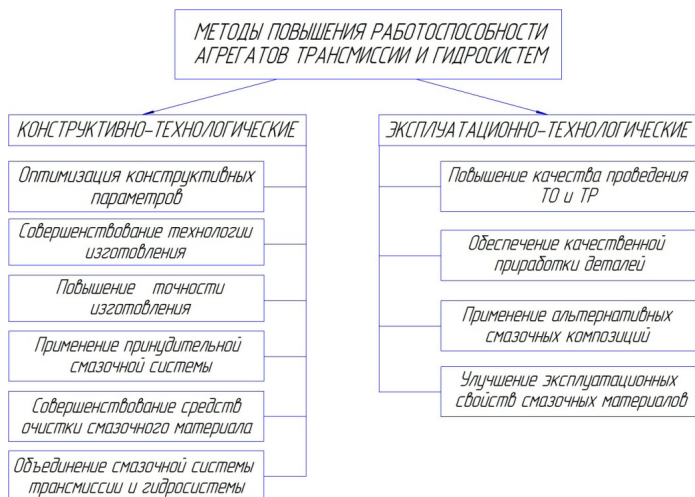 МЕТОДЫ ПОВЫШЕНИЯ РАБОТОСПОСОБНОСТИ
АГРЕГАТОВ ТРАНСМИССИИ И ГИДРОСИСТЕМ
КОНСТРУКТИВНО-ТЕХНОЛОГИЧЕСКИЕ
Оптимизация конструктивных
параметров
Совершенствование технологии
изготовления
Повышение точности
изготовления
Применение принудительной
смазочной системы
Совершенствование средств
очистки смазочного материала
Объединение смазочной системы
трансмиссии и гидросистемы
ЭКСПЛУАТАЦИОННО-ТЕХНОЛОГИЧЕСКИЕ
Повышение качества проведения
ТО и ТР
Обеспечение качественной
приработки деталей
Применение альтернативных
смазочных композиций
Улучшение эксплуатационных
свойств смазочных материалов